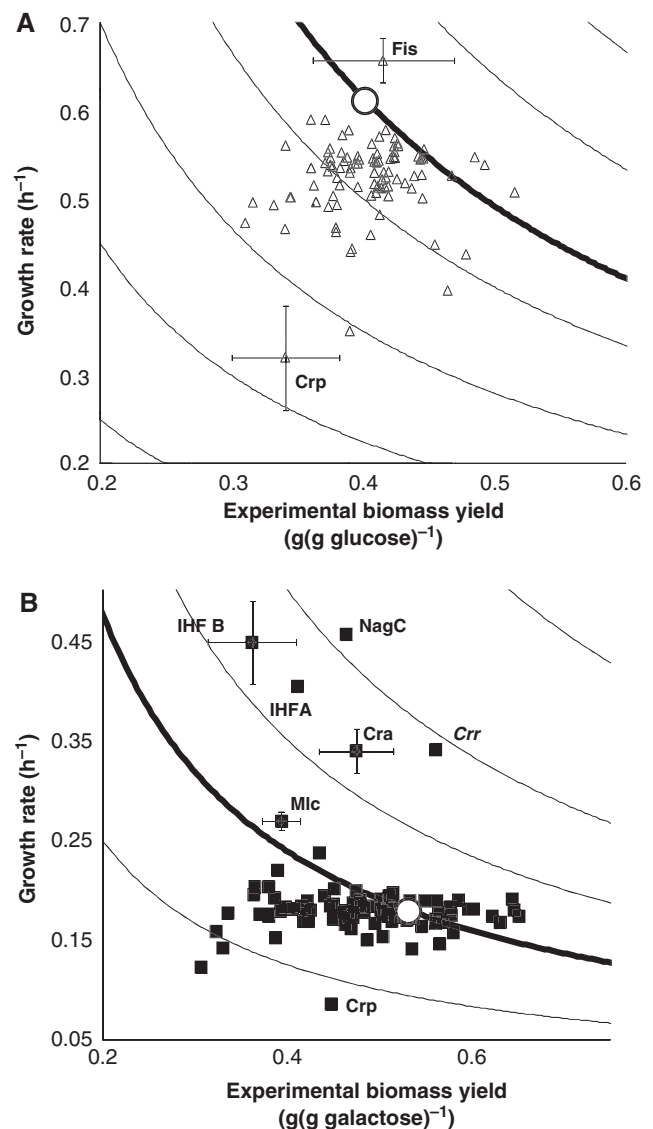 A
0.7
Fis
0.6
0.5
0.4
0.3
Crp
0.2
0.2 0.3 0.4 0.5 0.6
Growth rate (h⁻¹)
Experimental biomass yield
(g(g glucose)⁻¹)
B
IHF B
NagC
0.45
IHFA
Cra
Crr
0.35
Mlc
0.25
0.15
Crp
0.05
0.2 0.4 0.6
Growth rate (h⁻¹)
Experimental biomass yield
(g(g galactose)⁻¹)